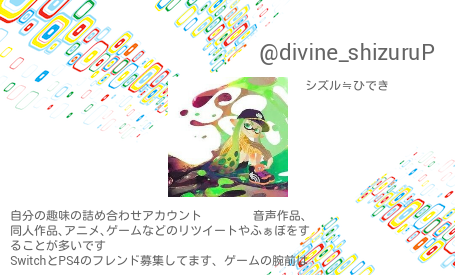 @divine_shizuruP
シズル≒ひでき
自分の趣味の詰め合わせアカウント　　　　音声作品、
同人作品、アニメ、ゲームなどのリツイートやふぁぼをす
ることが多いです
SwitchとPS4のフレンド募集してます、ゲームの腕前は